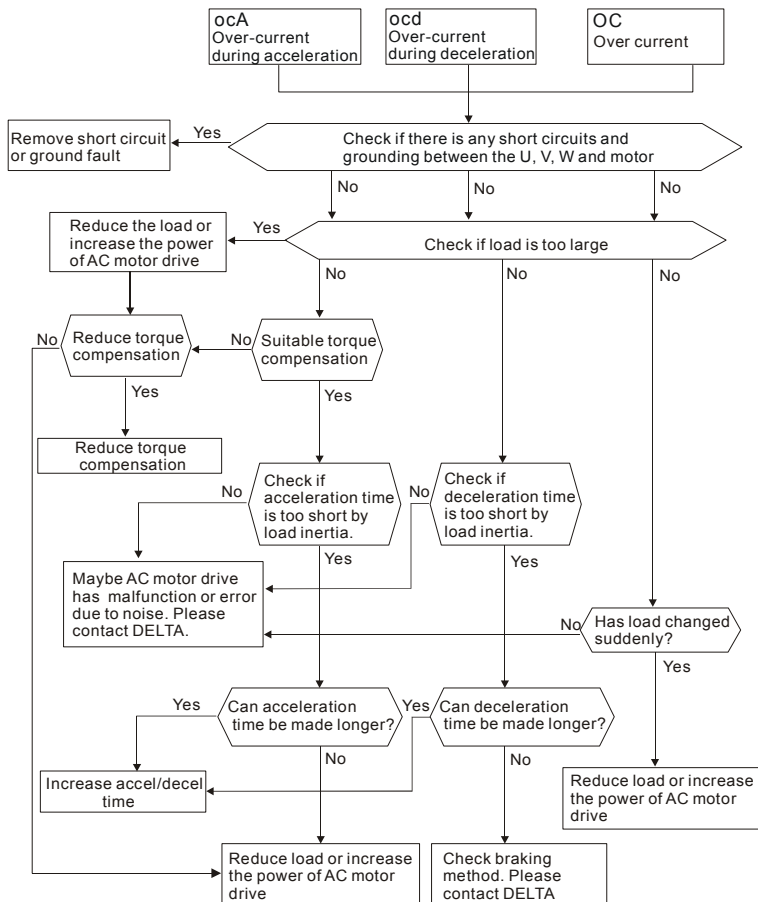 ocA
Over-current
during acceleration
ocd
Over-current
during deceleration
OC
Over current
Remove short circuit
or ground fault
Yes
Check if there is any short circuits and
grounding between the U, V, W and motor
No
No
No
Reduce the load or
increase the power
of AC motor drive
Yes
Check if load is too large
No
No
No
No
Reduce torque
compensation
No
Suitable torque
compensation
Yes
Yes
Reduce torque
compensation
No
Check if
acceleration time
is too short by
load inertia.
No
Check if
deceleration time
is too short by
load inertia.
Yes
Yes
Maybe AC motor drive
has malfunction or error
due to noise. Please
contact DELTA.
No
Has load changed
suddenly?
Yes
Yes
Can acceleration
time be made longer?
Yes
Can deceleration
time be made longer?
No
No
Increase accel/decel
time
Reduce load or increase
the power of AC motor
drive
Reduce load or increase
the power of AC motor
drive
Check braking
method. Please
contact DELTA